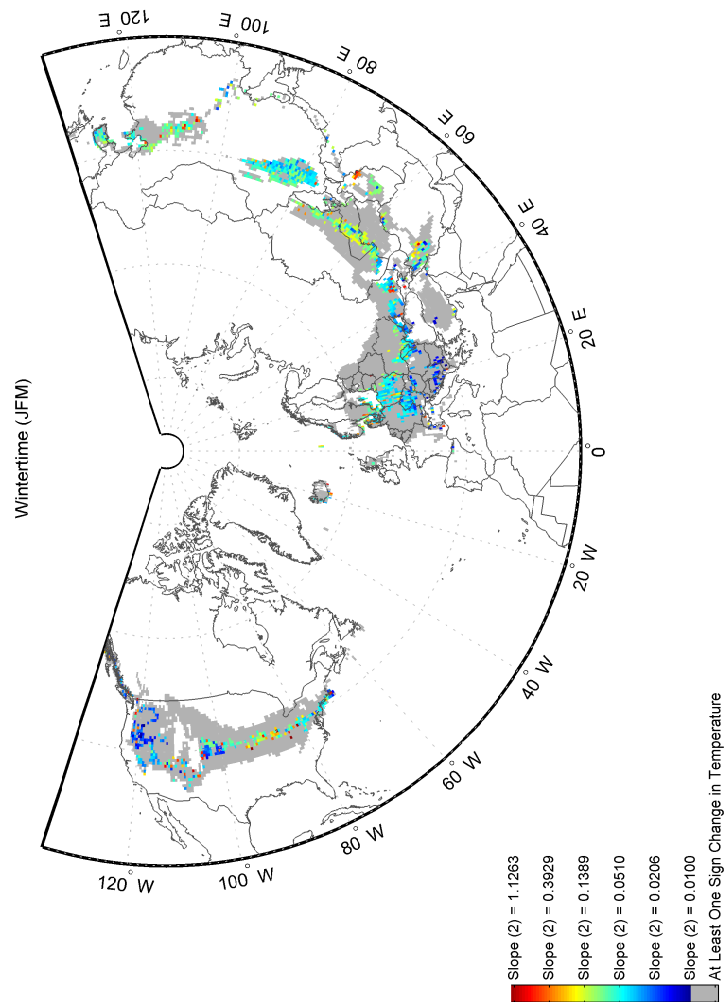 Wintertime (JFM)
120 E
100 E
80 E
60 E
40 E
20 E
0
20 W
40 W
60 W
80 W
100 W
120 W
Slope (2) = 1.1263
Slope (2) = 0.3929
Slope (2) = 0.1389
Slope (2) = 0.0510
Slope (2) = 0.0206
Slope (2) = 0.0100
At Least One Sign Change in Temperature